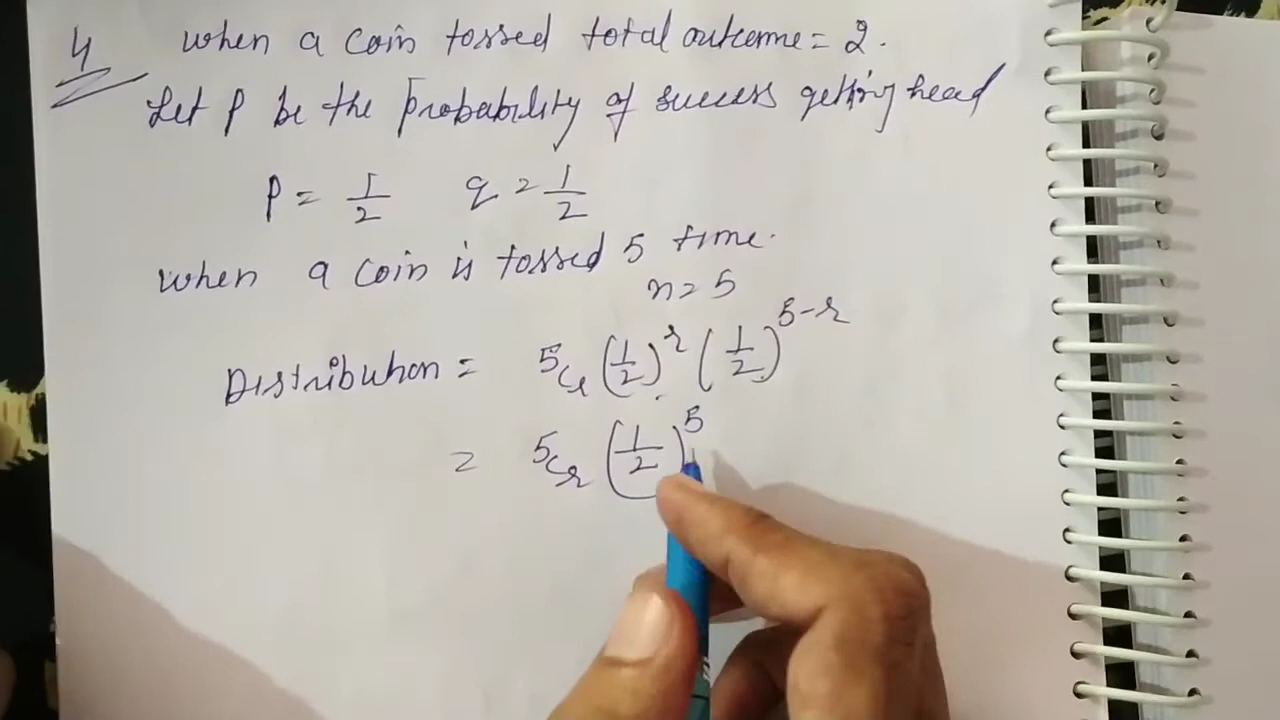 4 when a coin tossed total outcome = 2.
Let P be the probability of success getting head
P = 1/2 q = 1/2
when a coin is tossed 5 time.
n = 5
Distribution = ⁵Cᵣ (1/2)ʳ (1/2)⁵⁻ʳ
= ⁵Cᵣ (1/2)⁵